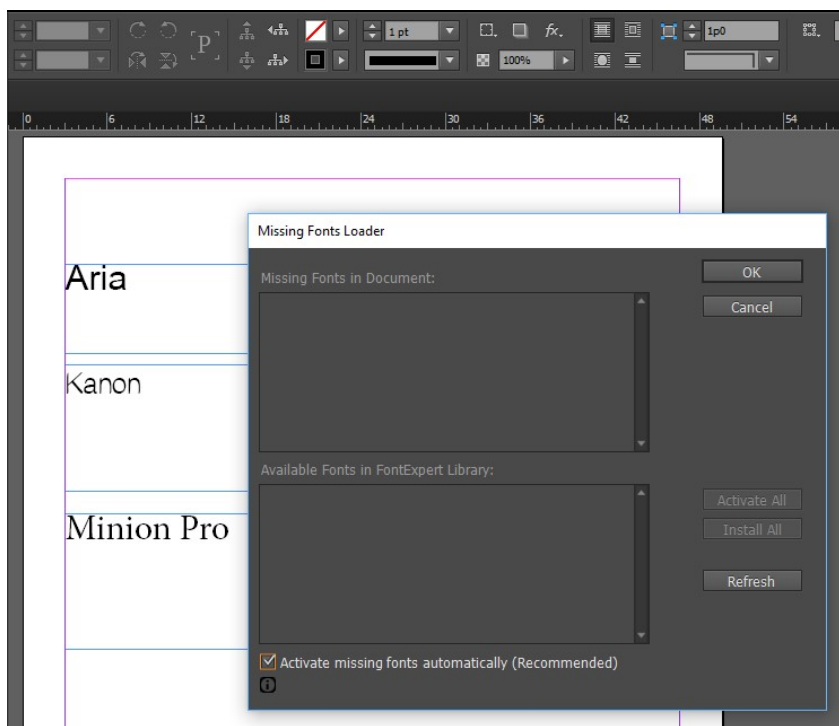 1 pt
fx.
1p0
P
100%
0 6 12 18 24 30 36 42 48 54
Missing Fonts Loader
Aria
Missing Fonts in Document:
OK
Cancel
Kanon
Available Fonts in FontExpert Library:
Activate All
Minion Pro
Install All
Refresh
Activate missing fonts automatically (Recommended)